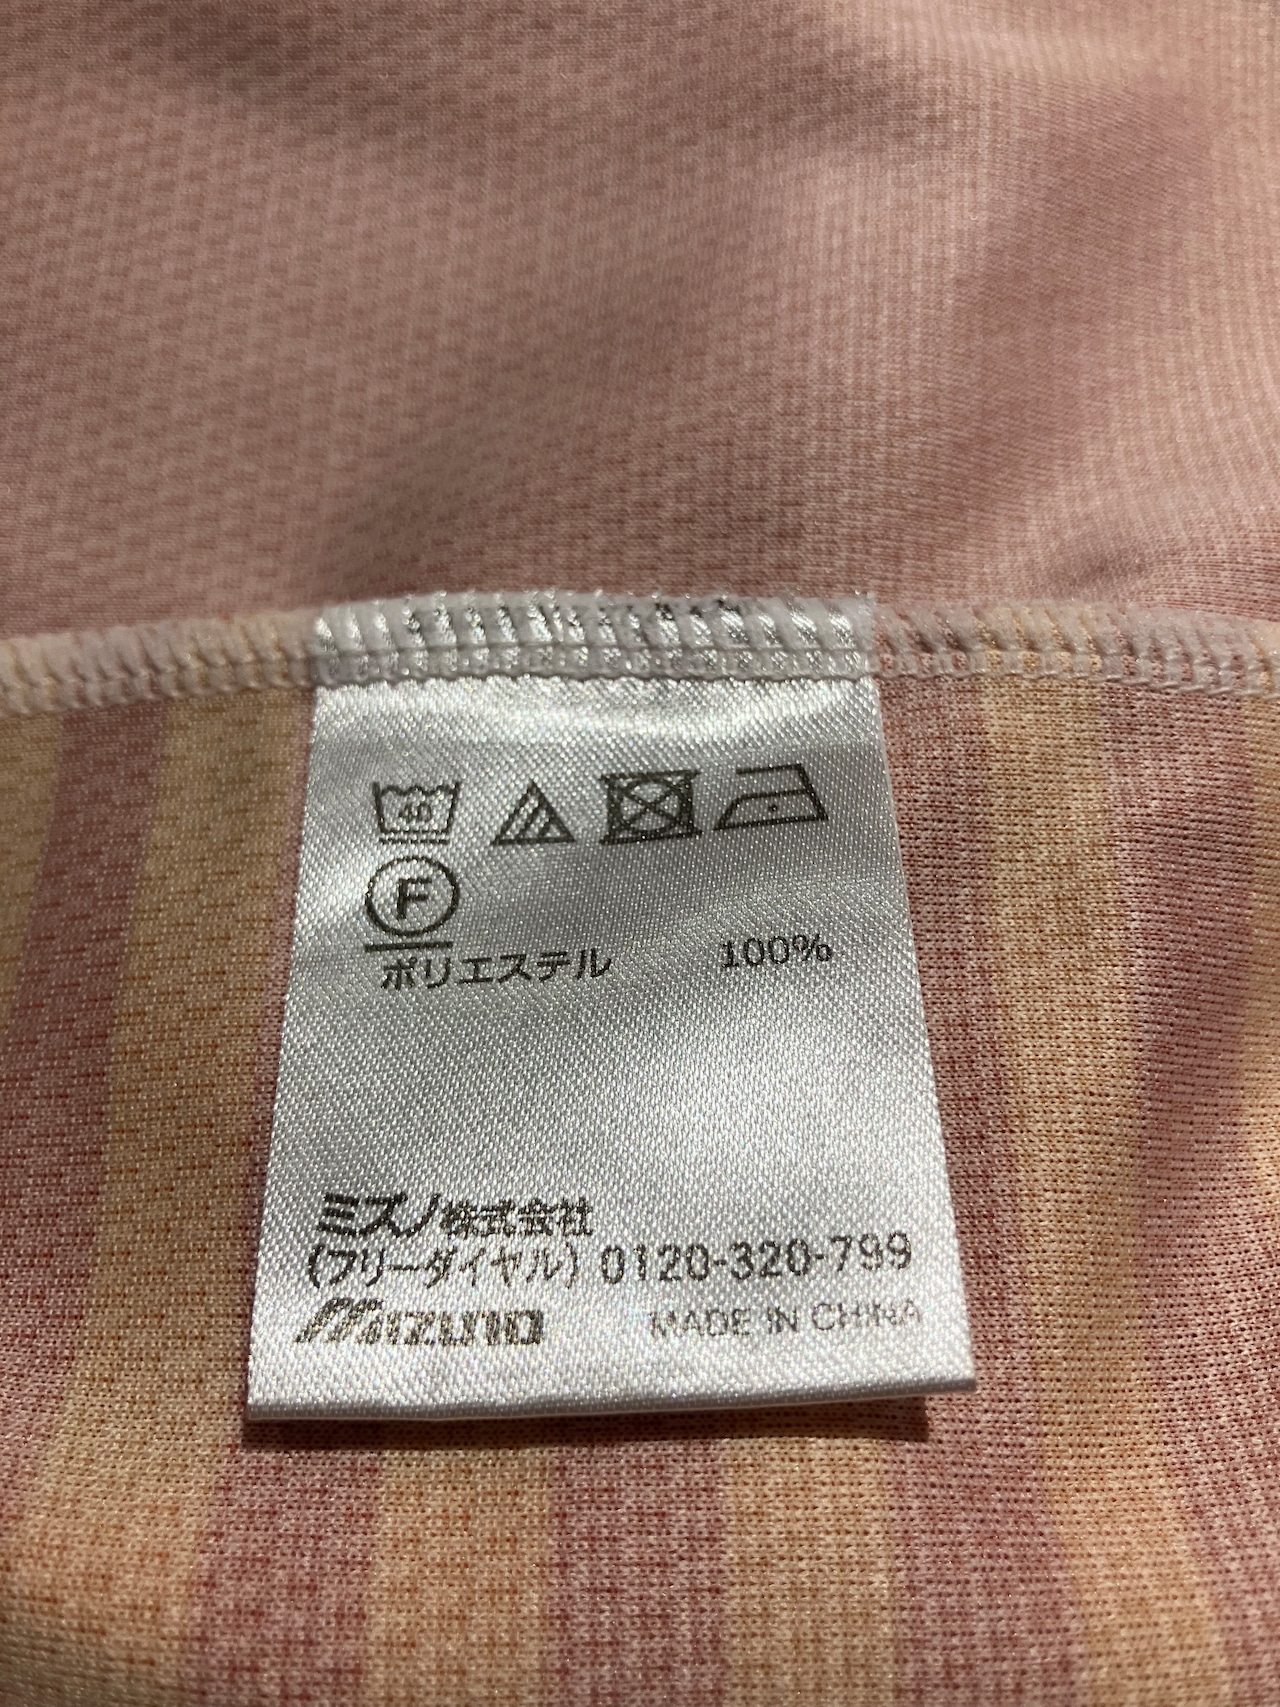 40
F
ポリエステル 100%
ミズノ株式会社
(フリーダイヤル) 0120-320-799
MIZUNO MADE IN CHINA